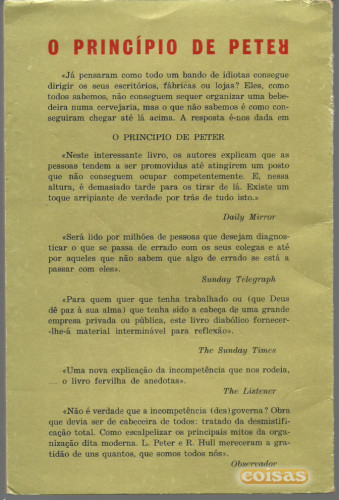 O PRINCÍPIO DE PETER
«Já pensaram como todo um bando de idiotas consegue
dirigir os seus escritórios, fábricas ou lojas? Eles, como
todos sabemos, não conseguem sequer organizar uma bebe-
deira numa cervejaria, mas o que não sabemos é como con-
seguiram chegar até lá acima. A resposta é-nos dada em
O PRINCIPIO DE PETER
«Neste interessante livro, os autores explicam que as
pessoas tendem a ser promovidas até atingirem um posto
que não conseguem ocupar competentemente. E, nessa
altura, é demasiado tarde para os tirar de lá. Existe um
toque arripiante de verdade por trás de tudo isto.»
Daily Mirror
«Será lido por milhões de pessoas que desejam diagnos-
ticar o que se passa de errado com os seus colegas e até
por aqueles que não sabem que algo de errado se está a
passar com eles».
Sunday Telegraph
«Para quem quer que tenha trabalhado ou (que Deus
dê paz à sua alma) que tenha sido a cabeça de uma grande
empresa privada ou pública, este livro diabólico fornecer-
-lhe-á material interminável para reflexão».
The Sunday Times
«Uma nova explicação da incompetência que nos rodeia,
... o livro fervilha de anedotas».
The Listener
«Não é verdade que a incompetência (des)governa? Obra
que devia ser de cabeceira de todos: tratado da desmistifi-
cação total. Como escalpelizar os principais mitos da orga-
nização dita moderna. L. Peter e R. Hull mereceram a gra-
tidão de uns quantos, que somos todos nós».
Observador
coisas